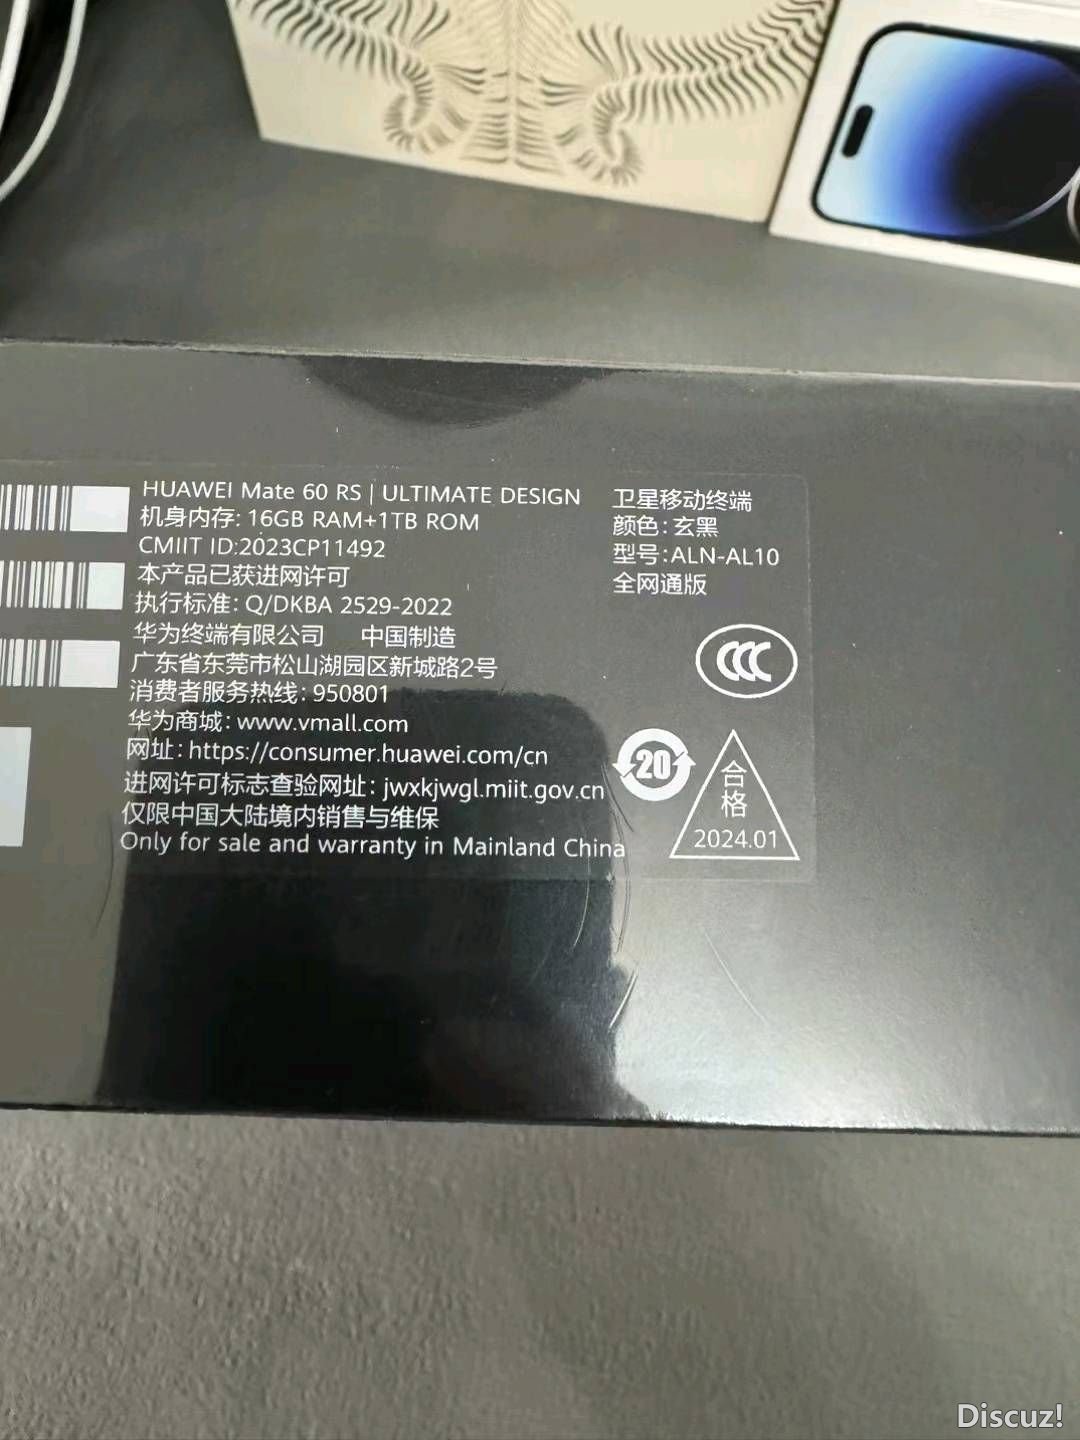 HUAWEI Mate 60 RS | ULTIMATE DESIGN
机身内存: 16GB RAM+1TB ROM
CMIIT ID:2023CP11492
本产品已获进网许可
执行标准: Q/DKBA 2529-2022
华为终端有限公司 中国制造
广东省东莞市松山湖园区新城路2号
消费者服务热线: 950801
华为商城: www.vmall.com
网址: https://consumer.huawei.com/cn
进网许可标志查验网址: jwxkjwgl.miit.gov.cn
仅限中国大陆境内销售与维保
Only for sale and warranty in Mainland China
卫星移动终端
颜色: 玄黑
型号:ALN-AL10
全网通版
CCC
20
合格
2024.01
Discuz!